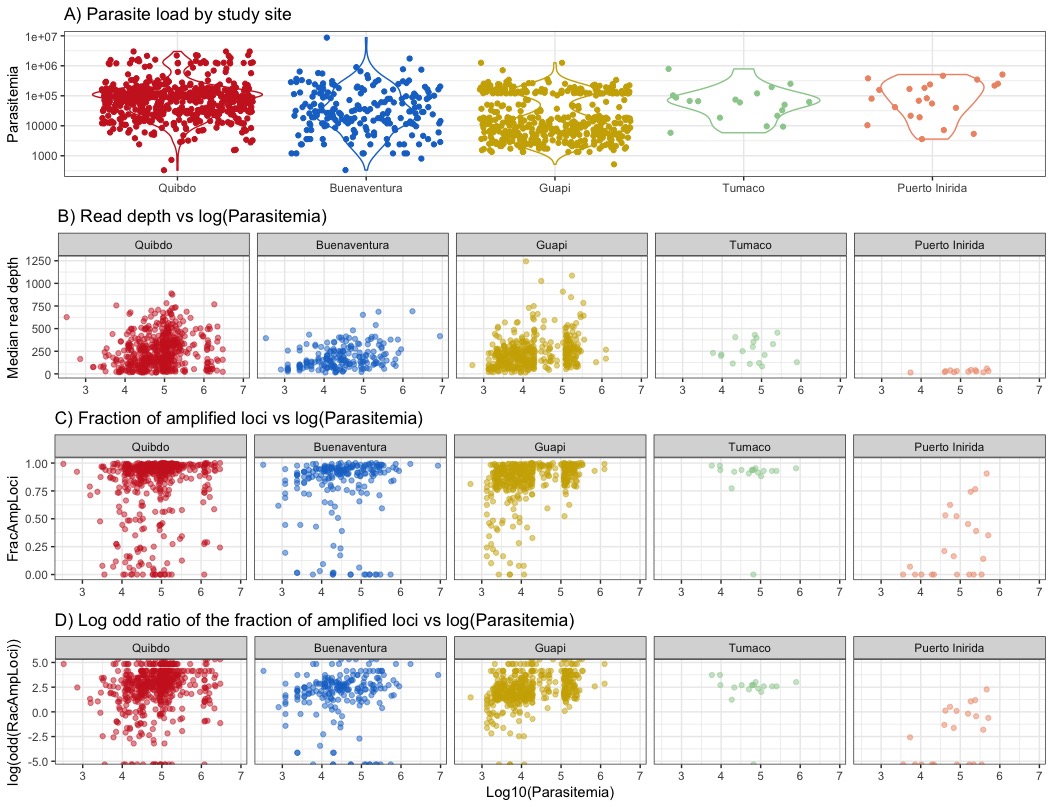 A) Parasite load by study site
Parasitemia
1e+07
1e+06
1e+05
10000
1000
Quibdo Buenaventura Guapi Tumaco Puerto Inirida
B) Read depth vs log(Parasitemia)
Quibdo Buenaventura Guapi Tumaco Puerto Inirida
Median read depth
1250
1000
750
500
250
0
3 4 5 6 7 3 4 5 6 7 3 4 5 6 7 3 4 5 6 7 3 4 5 6 7
C) Fraction of amplified loci vs log(Parasitemia)
Quibdo Buenaventura Guapi Tumaco Puerto Inirida
FracAmpLoci
1.00
0.75
0.50
0.25
0.00
3 4 5 6 7 3 4 5 6 7 3 4 5 6 7 3 4 5 6 7 3 4 5 6 7
D) Log odd ratio of the fraction of amplified loci vs log(Parasitemia)
Quibdo Buenaventura Guapi Tumaco Puerto Inirida
log(odd(RacAmpLoci))
5.0
2.5
0.0
-2.5
-5.0
3 4 5 6 7 3 4 5 6 7 3 4 5 6 7 3 4 5 6 7 3 4 5 6 7
Log10(Parasitemia)